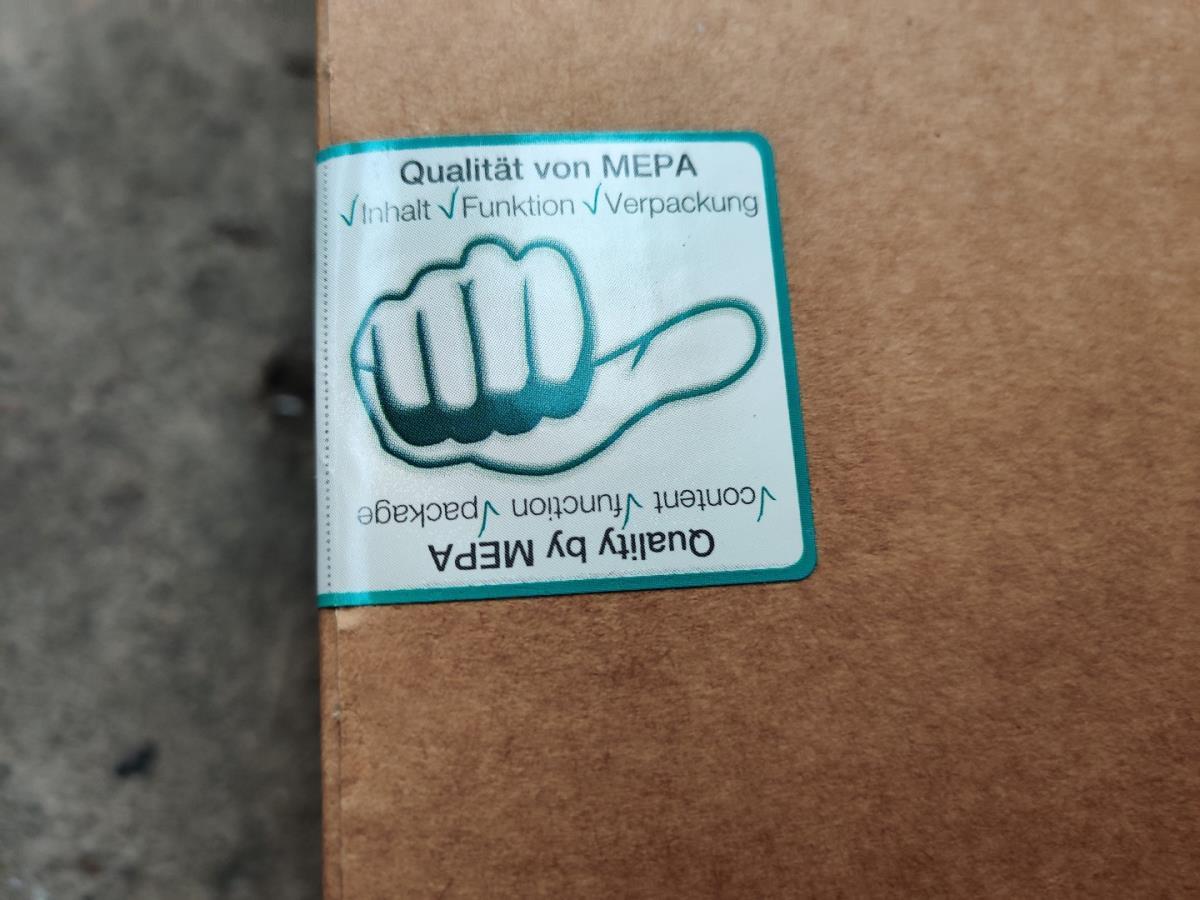 Qualität von MEPA
√Inhalt √Funktion √Verpackung
Quality by MEPA
√content √function √package